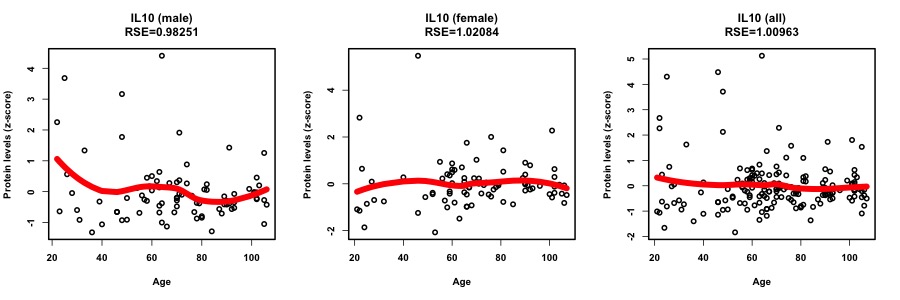 IL10 (male)
RSE=0.98251
Protein levels (z-score)
4
3
2
1
0
-1
20 40 60 80 100
Age
IL10 (female)
RSE=1.02084
Protein levels (z-score)
4
2
0
-2
20 40 60 80 100
Age
IL10 (all)
RSE=1.00963
Protein levels (z-score)
5
4
3
2
1
0
-1
-2
20 40 60 80 100
Age